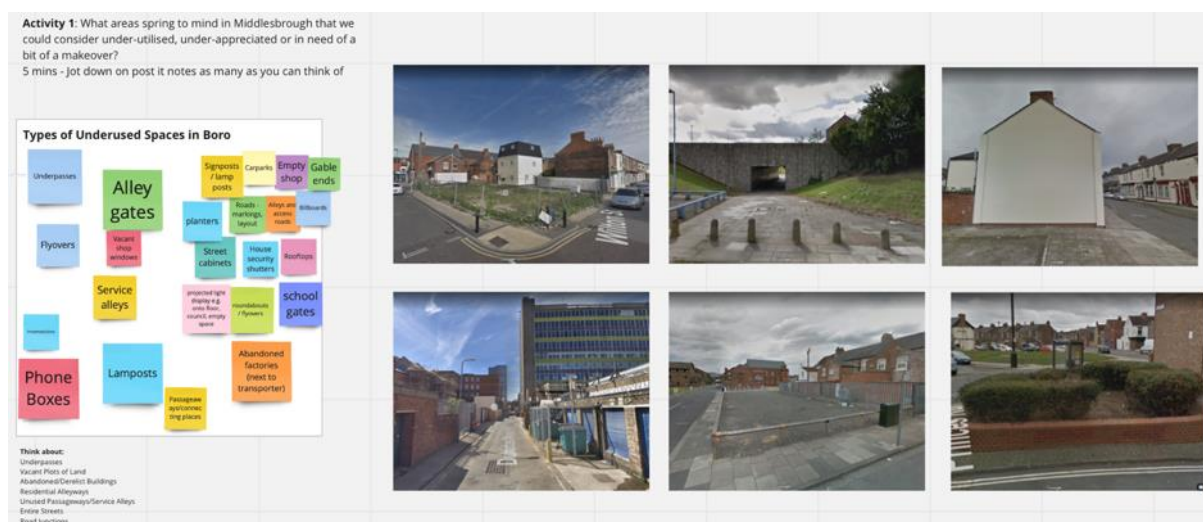 Activity 1: What areas spring to mind in Middlesbrough that we
could consider under-utilised, under-appreciated or in need of a
bit of a makeover?
5 mins - Jot down on post it notes as many as you can think of
Types of Underused Spaces in Boro
Underpasses
Alley
gates
Signposts
/ lamp
posts
Carparks
Empty
shop
Gable
ends
planters
Roads -
markings,
layout
Alleys and
access
roads
Billboards
Flyovers
Vacant
shop
windows
Street
cabinets
House
security
shutters
Rooftops
Service
alleys
projected light
display e.g.
onto floor,
council, empty
space
roundabouts
/ flyovers
school
gates
Phone
Boxes
Lamposts
Abandoned
factories
(next to
transporter)
Passagew
ays/connec
ting places
Think about:
Underpasses
Vacant Plots of Land
Abandoned/Derelict Buildings
Residential Alleyways
Unused Passageways/Service Alleys
Entire Streets
Road Junctions